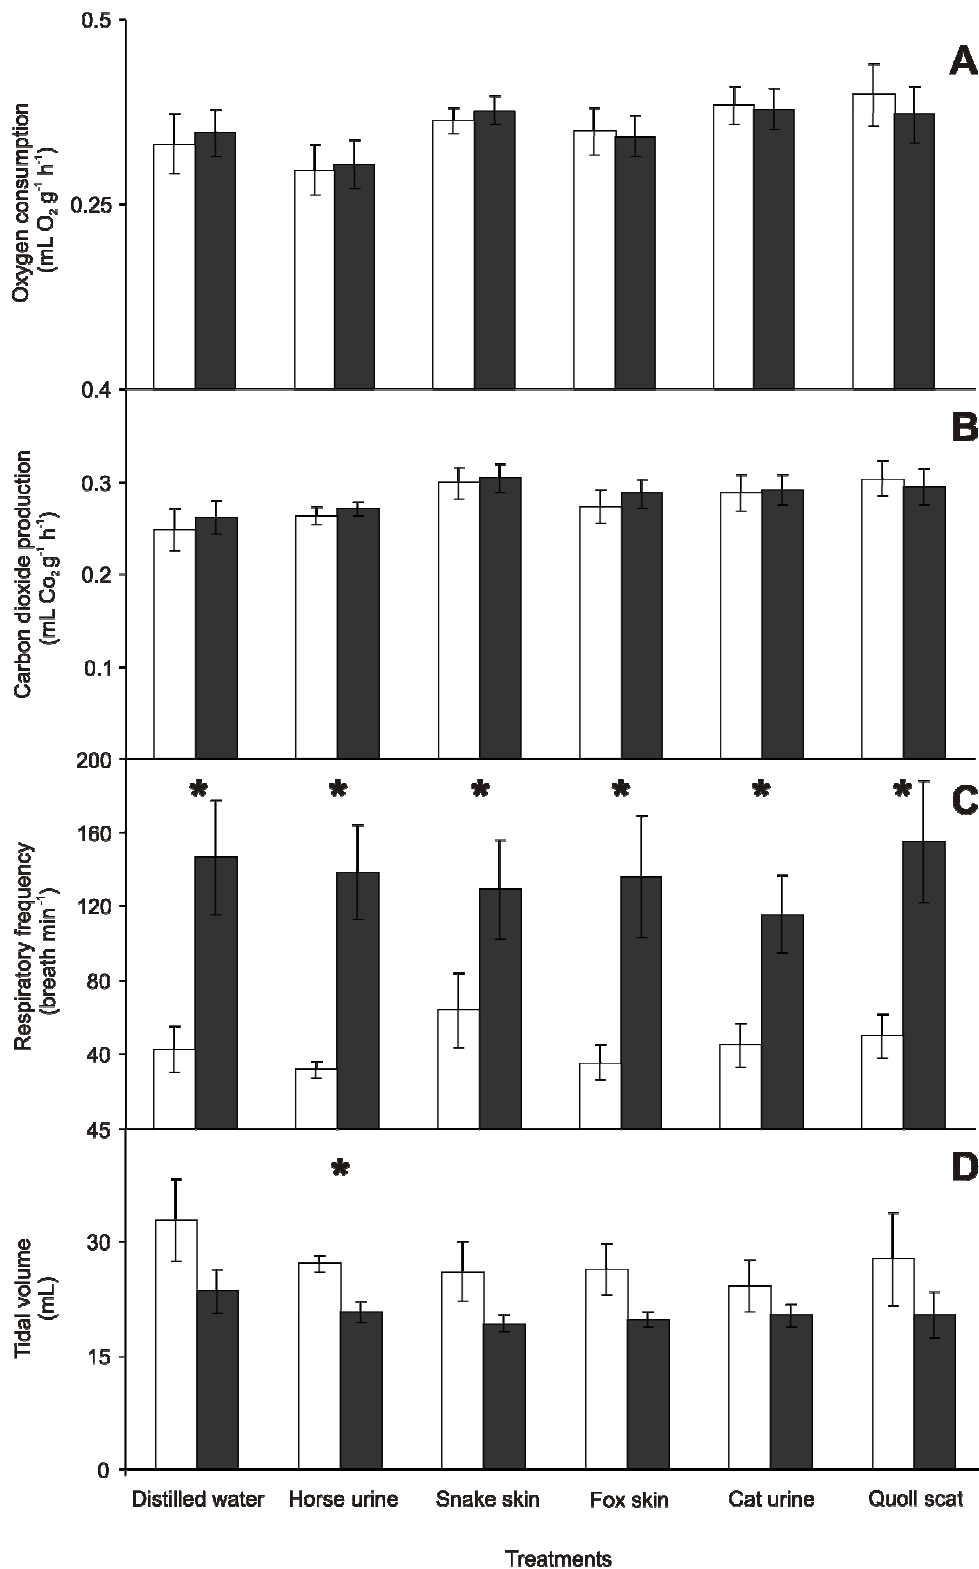 0.5
A
Oxygen consumption
(mL O₂ g⁻¹ h⁻¹)
0.25
0.4
B
Carbon dioxide production
(mL Co₂ g⁻¹ h⁻¹)
0.3
0.2
0.1
200
* * * * * *
C
Respiratory frequency
(breath min⁻¹)
160
120
80
40
45
*
D
Tidal volume
(mL)
30
15
0
Distilled water Horse urine Snake skin Fox skin Cat urine Quoll scat
Treatments